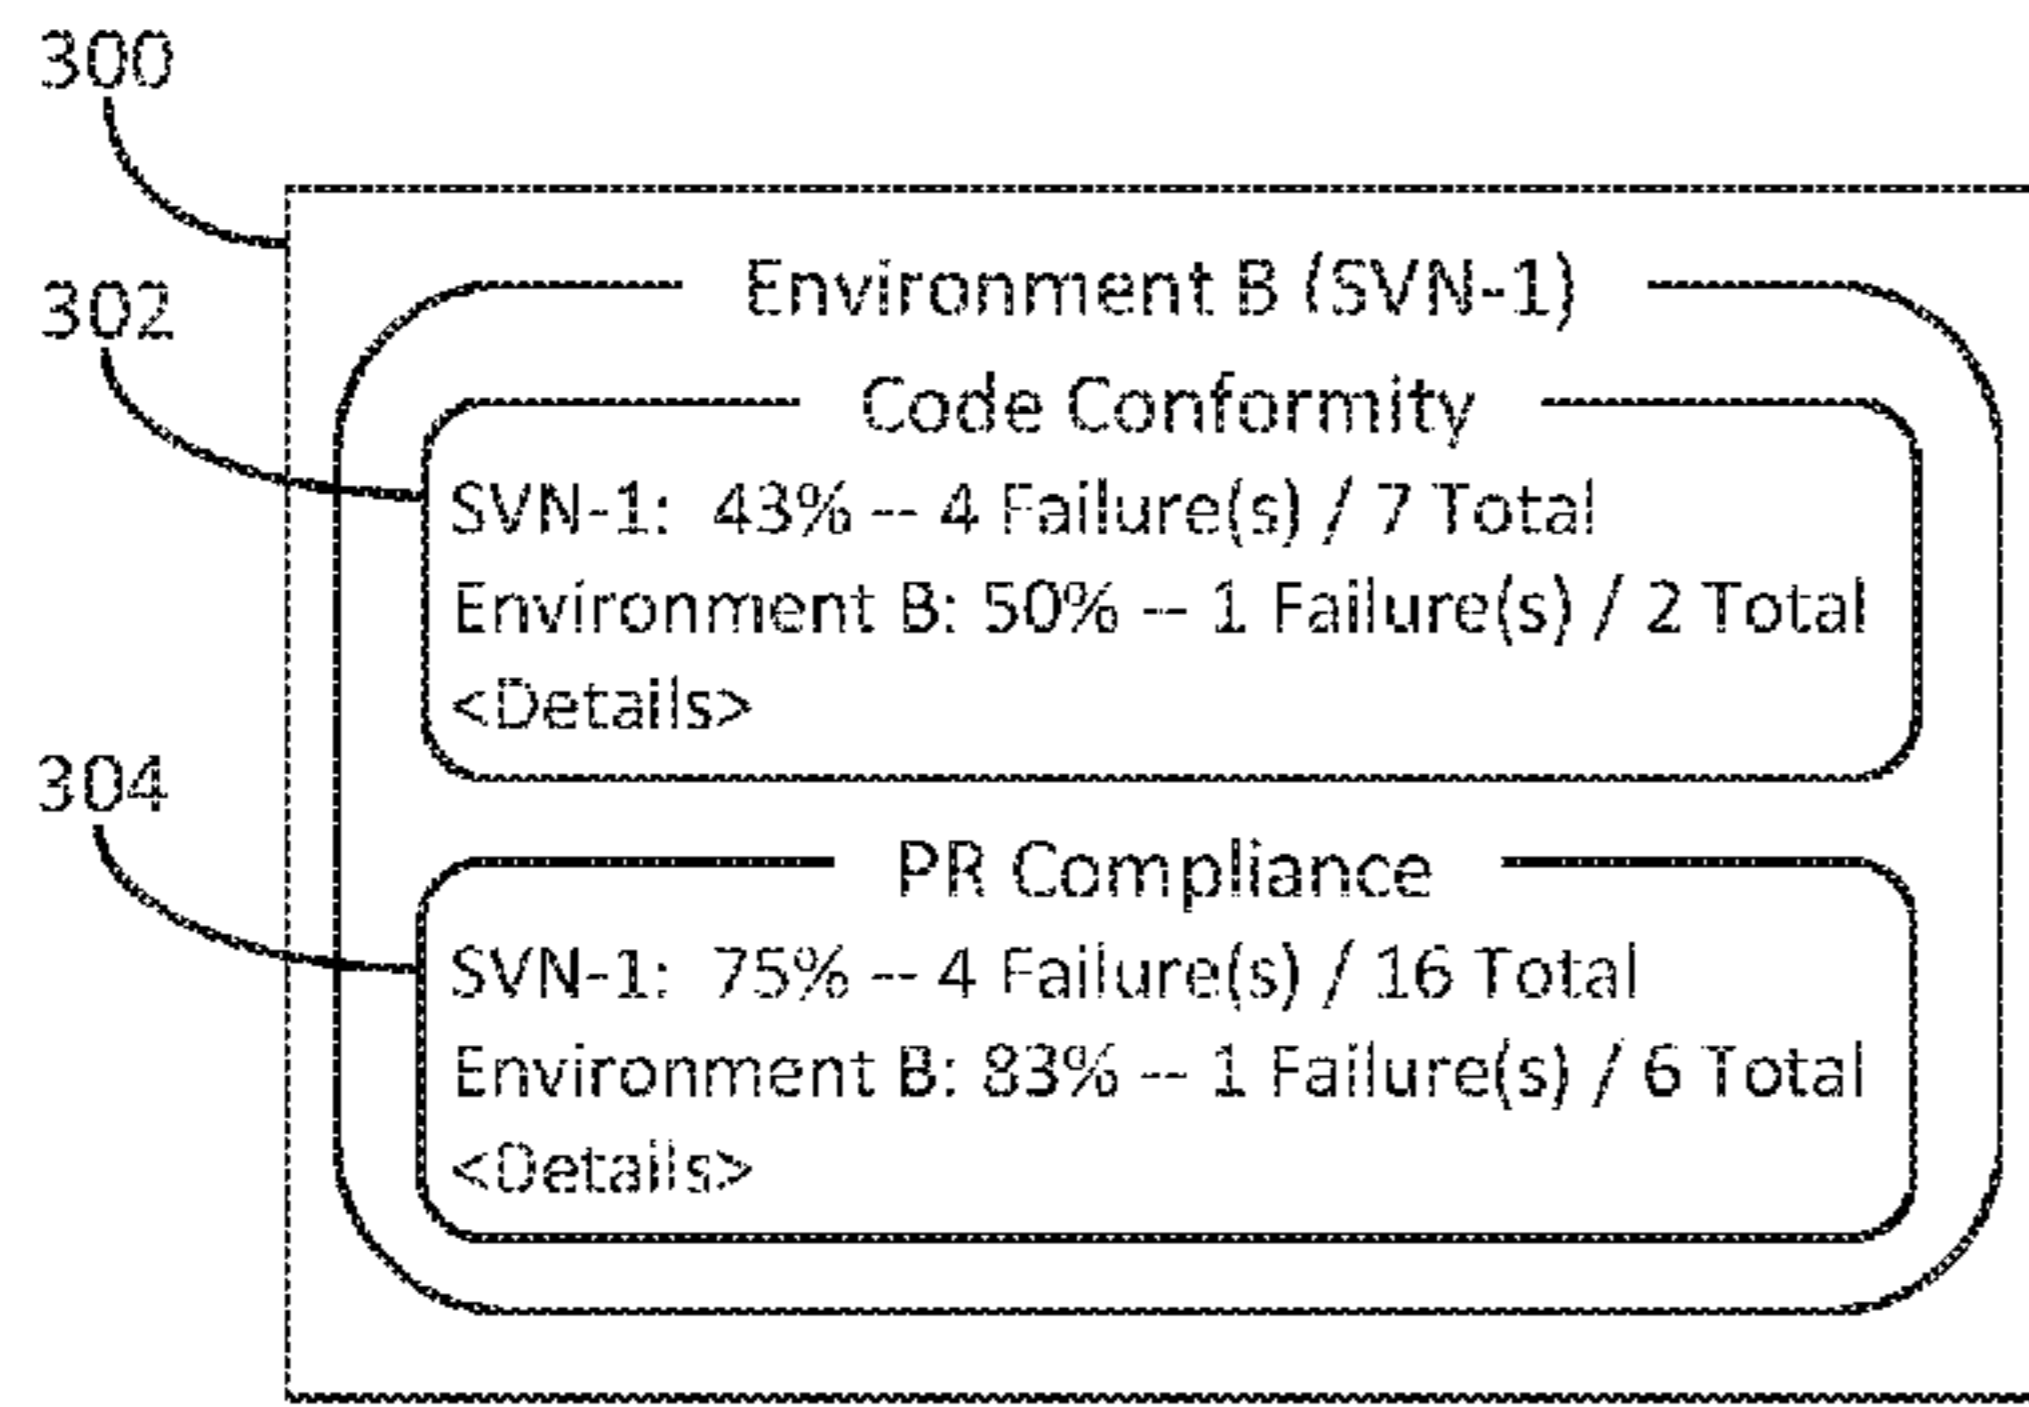 300
Environment B (SVN-1)
302
Code Conformity
SVN-1: 43% -- 4 Failure(s) / 7 Total
Environment B: 50% -- 1 Failure(s) / 2 Total
<Details>
304
PR Compliance
SVN-1: 75% -- 4 Failure(s) / 16 Total
Environment B: 83% -- 1 Failure(s) / 6 Total
<Details>